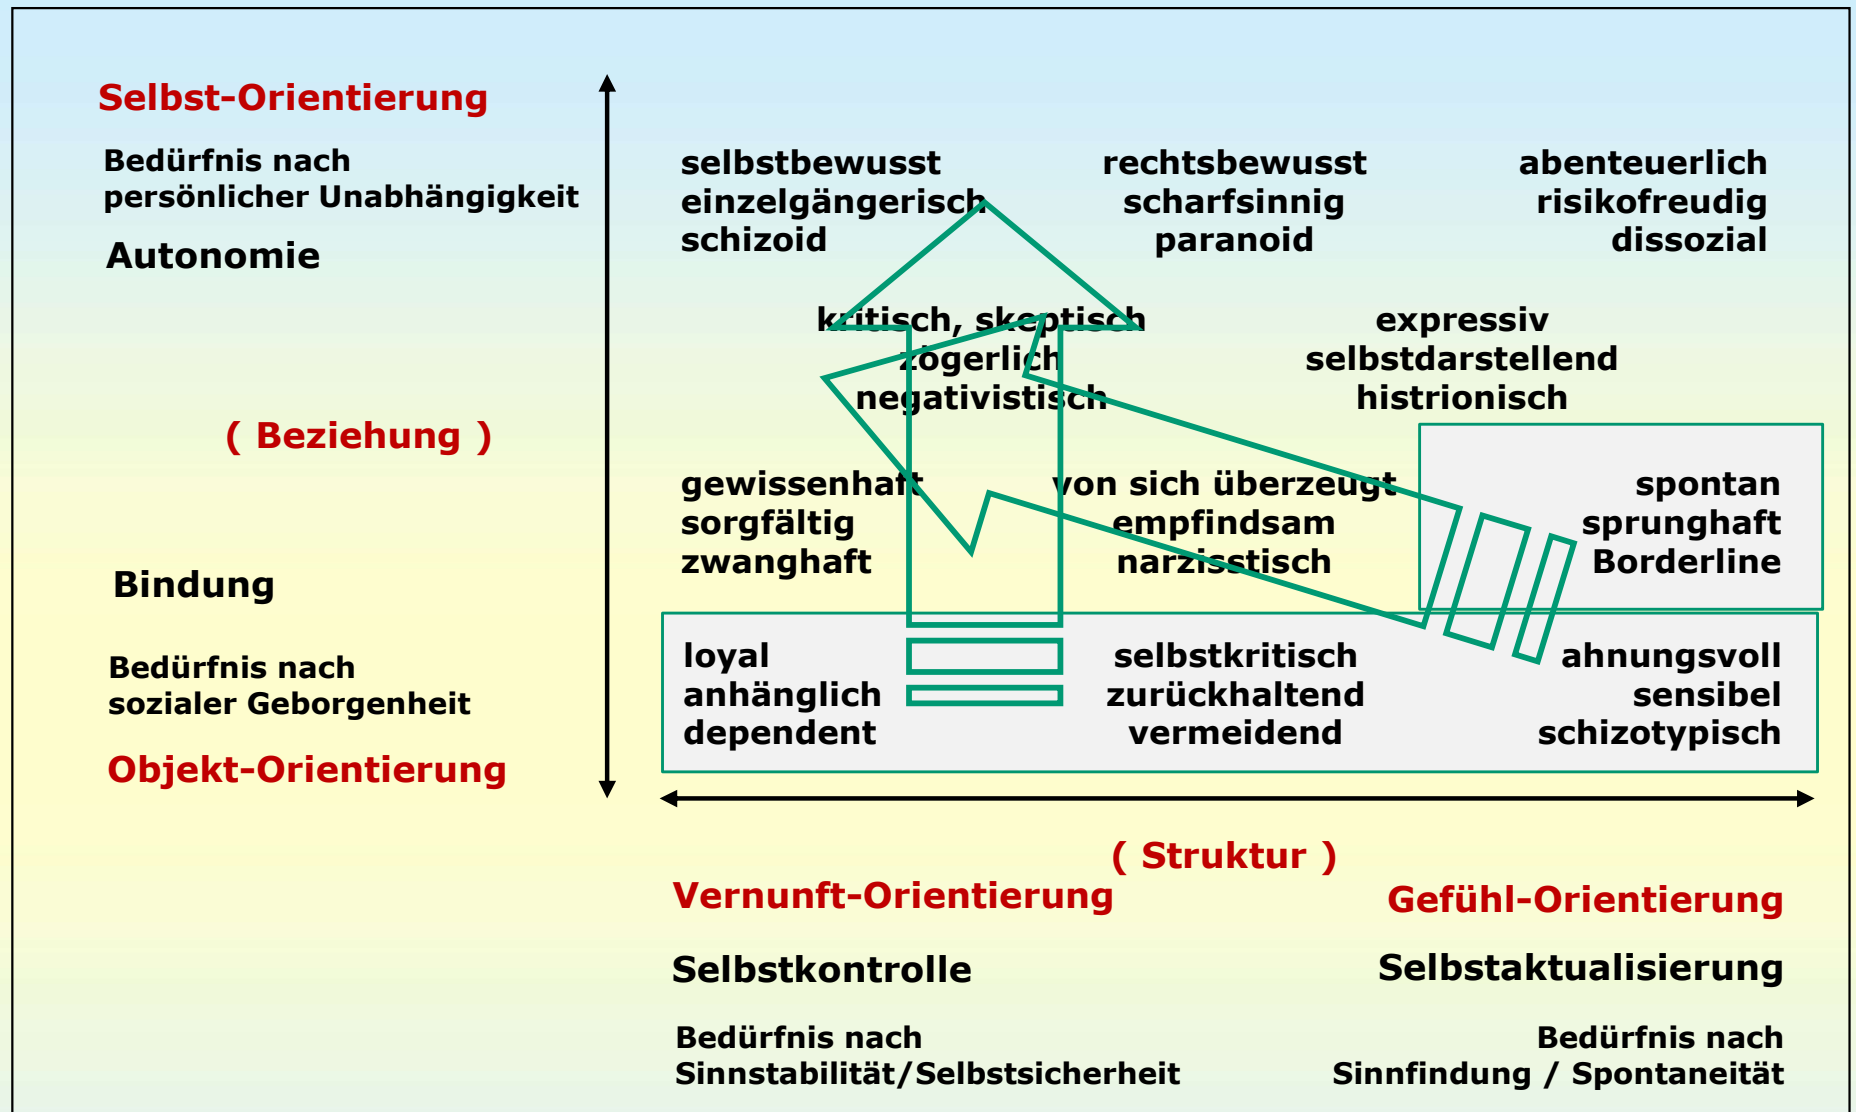 Selbst-Orientierung
Bedürfnis nach
persönlicher Unabhängigkeit
Autonomie
( Beziehung )
Bindung
Bedürfnis nach
sozialer Geborgenheit
Objekt-Orientierung
selbstbewusst
einzelgängerisch
schizoid
rechtsbewusst
scharfsinnig
paranoid
abenteuerlich
risikofreudig
dissozial
kritisch, skeptisch
zögerlich
negativistisch
expressiv
selbstdarstellend
histrionisch
gewissenhaft
sorgfältig
zwanghaft
von sich überzeugt
empfindsam
narzisstisch
spontan
sprunghaft
Borderline
loyal
anhänglich
dependent
selbstkritisch
zurückhaltend
vermeidend
ahnungsvoll
sensibel
schizotypisch
( Struktur )
Vernunft-Orientierung
Selbstkontrolle
Bedürfnis nach
Sinnstabilität/Selbstsicherheit
Gefühl-Orientierung
Selbstaktualisierung
Bedürfnis nach
Sinnfindung / Spontaneität